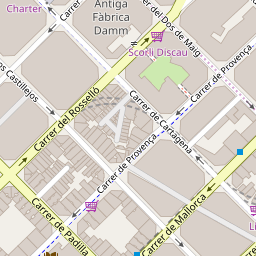 Charter
Antiga
Fàbrica
Damm
Carrer del Dos de Maig
Scorli Discau
Carrer de Provença
Castillejos
Carrer de Cartagena
Carrer del Rosselló
Carrer de Provença
Carrer de Mallorca
Carrer de Padilla